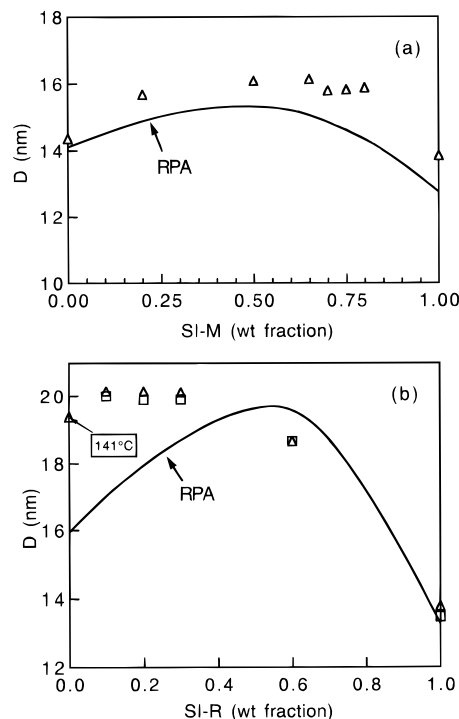 18
(a)
16
D (nm)
14
RPA
12
10
0.00 0.25 0.50 0.75 1.00
SI-M (wt fraction)
20
(b)
18
141°C
D (nm)
RPA
16
14
12
0.0 0.2 0.4 0.6 0.8 1.0
SI-R (wt fraction)